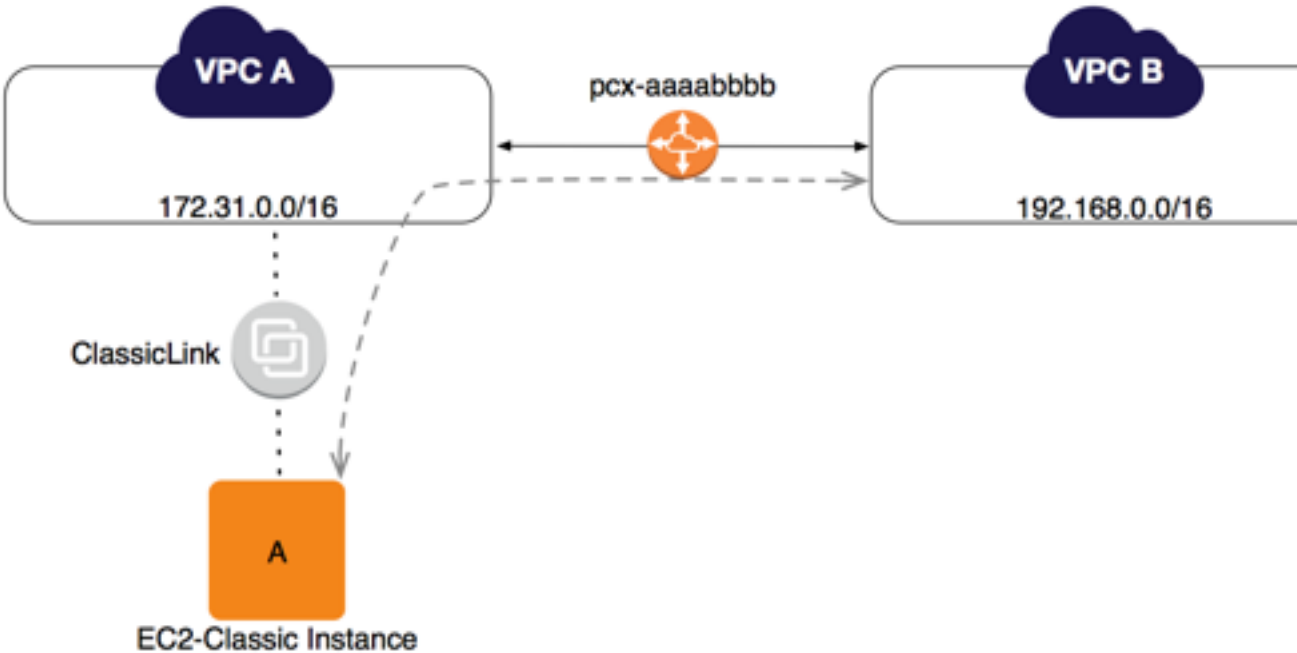 VPC A
VPC B
pcx-aaaabbbb
172.31.0.0/16
192.168.0.0/16
ClassicLink
A
EC2-Classic Instance